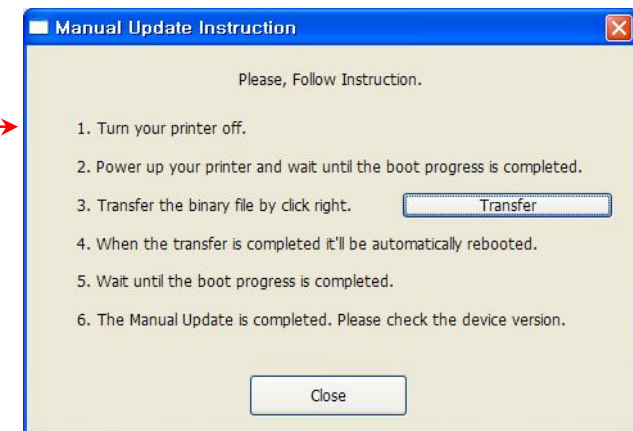 Manual Update Instruction
Please, Follow Instruction.
1. Turn your printer off.
2. Power up your printer and wait until the boot progress is completed.
3. Transfer the binary file by click right. Transfer
4. When the transfer is completed it'll be automatically rebooted.
5. Wait until the boot progress is completed.
6. The Manual Update is completed. Please check the device version.
Close